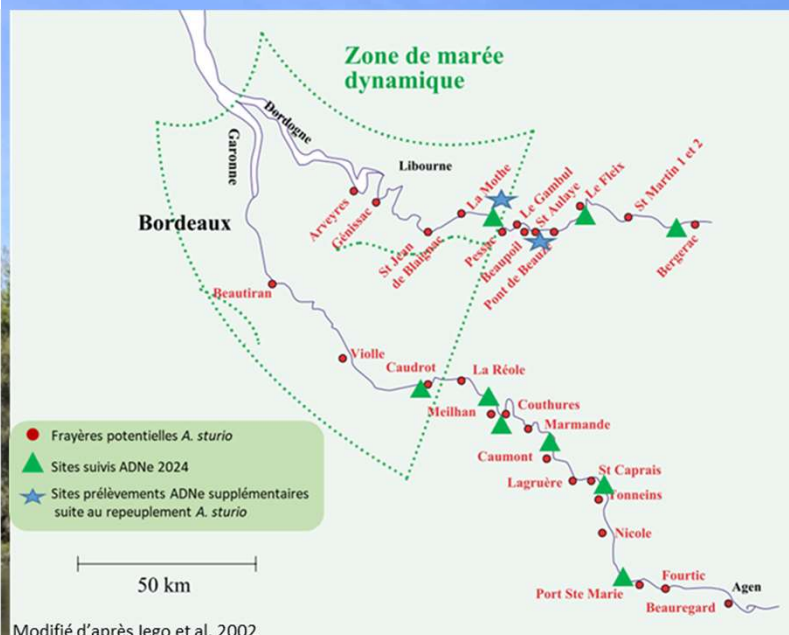 Zone de marée
dynamique
Dordogne
Garonne
Libourne
Bordeaux
Arveyres
Génissac
St Jean
de Blaignac
La Mothe
Pessac
Le Gambul
Beaupoil
St Aulaye
Pont de Beauze
Le Fleix
St Martin 1 et 2
Bergerac
Beautiran
Violle
Caudrot
La Réole
Meilhan
Couthures
Marmande
Caumont
Lagruère
St Caprais
Tonneins
Nicole
Port Ste Marie
Fourtic
Beauregard
Agen
Frayères potentielles A. sturio
Sites suivis ADNe 2024
Sites prélèvements ADNe supplémentaires
suite au repeuplement A. sturio
50 km
Modifié d'après Jego et al. 2002